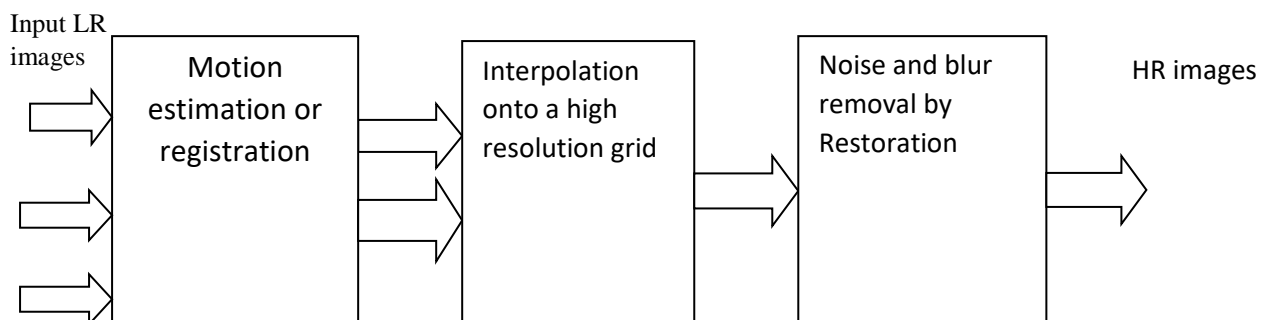 Input LR
images
Motion
estimation or
registration
Interpolation
onto a high
resolution grid
Noise and blur
removal by
Restoration
HR images